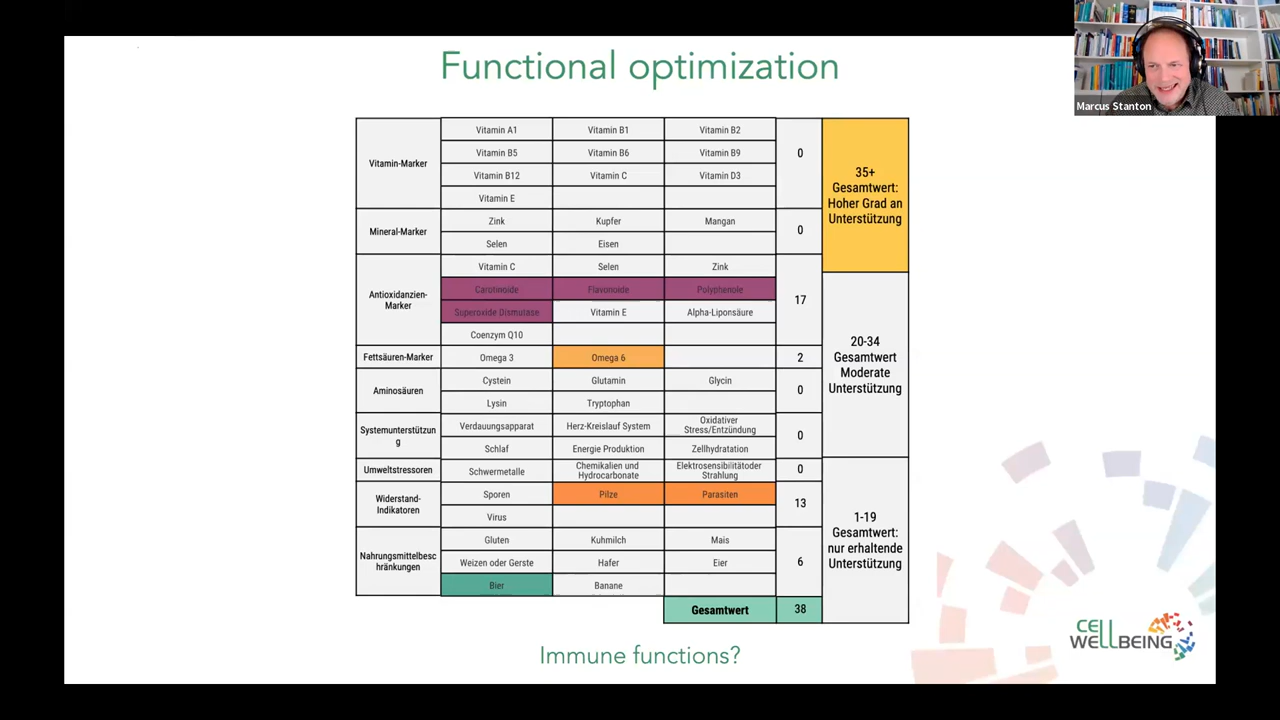 Functional optimization
Marcus Stanton
Vitamin-Marker
Vitamin A1
Vitamin B1
Vitamin B2
Vitamin B5
Vitamin B6
Vitamin B9
Vitamin B12
Vitamin C
Vitamin D3
Vitamin E
0
Mineral-Marker
Zink
Kupfer
Mangan
Selen
Eisen
0
Antioxidanzien-
Marker
Vitamin C
Selen
Zink
Carotinoide
Flavonoide
Polyphenole
Superoxide Dismutase
Vitamin E
Alpha-Liponsäure
Coenzym Q10
17
Fettsäuren-Marker
Omega 3
Omega 6
2
Aminosäuren
Cystein
Glutamin
Glycin
Lysin
Tryptophan
0
Systemunterstützun
g
Verdauungsapparat
Herz-Kreislauf System
Oxidativer
Stress/Entzündung
Schlaf
Energie Produktion
Zellhydratation
0
Umweltstressoren
Schwermetalle
Chemikalien und
Hydrocarbonate
Elektrosensibilitätoder
Strahlung
0
Widerstand-
Indikatoren
Sporen
Pilze
Parasiten
Virus
13
Nahrungsmittelbesc
hränkungen
Gluten
Kuhmilch
Mais
Weizen oder Gerste
Hafer
Eier
Bier
Banane
6
Gesamtwert
38
35+
Gesamtwert:
Hoher Grad an
Unterstützung
20-34
Gesamtwert
Moderate
Unterstützung
1-19
Gesamtwert:
nur erhaltende
Unterstützung
Immune functions?
CELL
WELLBEING